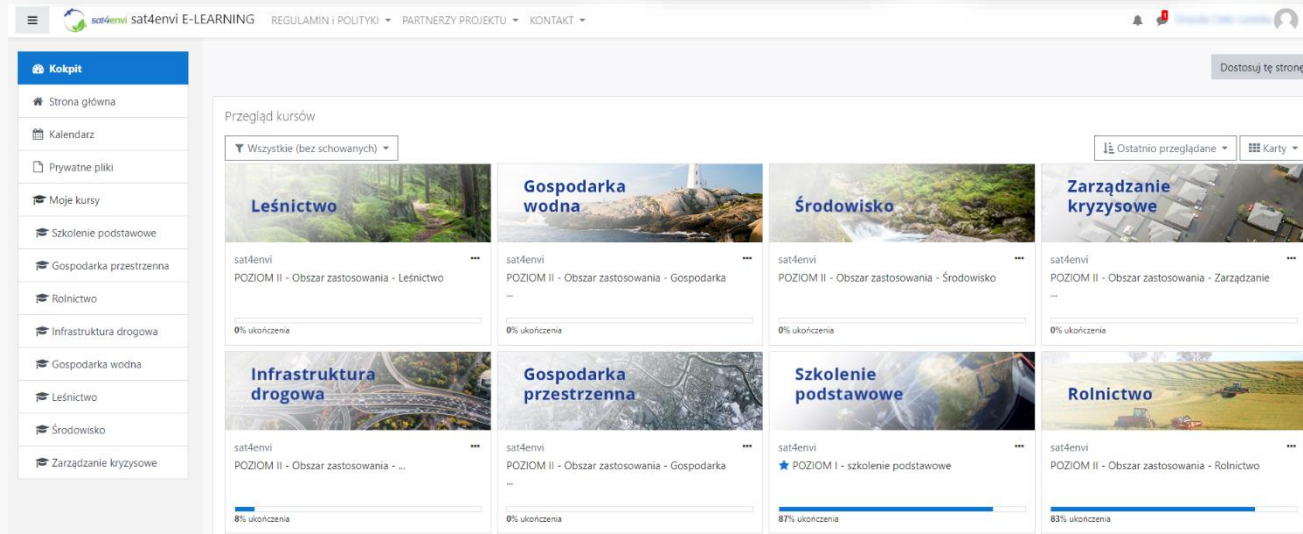 sat4envi sat4envi E-LEARNING REGULAMIN i POLITYKI PARTNERZY PROJEKTU KONTAKT 1
Kokpit
Strona główna
Kalendarz
Prywatne pliki
Moje kursy
Szkolenie podstawowe
Gospodarka przestrzenna
Rolnictwo
Infrastruktura drogowa
Gospodarka wodna
Leśnictwo
Środowisko
Zarządzanie kryzysowe
Dostosuj tę stronę
Przegląd kursów
Wszystkie (bez schowanych) Ostatnio przeglądane Karty
Leśnictwo
sat4envi ...
POZIOM II - Obszar zastosowania - Leśnictwo
0% ukończenia
Gospodarka
wodna
sat4envi ...
POZIOM II - Obszar zastosowania - Gospodarka
...
0% ukończenia
Środowisko
sat4envi ...
POZIOM II - Obszar zastosowania - Środowisko
0% ukończenia
Zarządzanie
kryzysowe
sat4envi ...
POZIOM II - Obszar zastosowania - Zarządzanie
...
0% ukończenia
Infrastruktura
drogowa
sat4envi ...
POZIOM II - Obszar zastosowania - ...
8% ukończenia
Gospodarka
przestrzenna
sat4envi ...
POZIOM II - Obszar zastosowania - Gospodarka
...
0% ukończenia
Szkolenie
podstawowe
sat4envi ...
POZIOM I - szkolenie podstawowe
87% ukończenia
Rolnictwo
sat4envi ...
POZIOM II - Obszar zastosowania - Rolnictwo
83% ukończenia